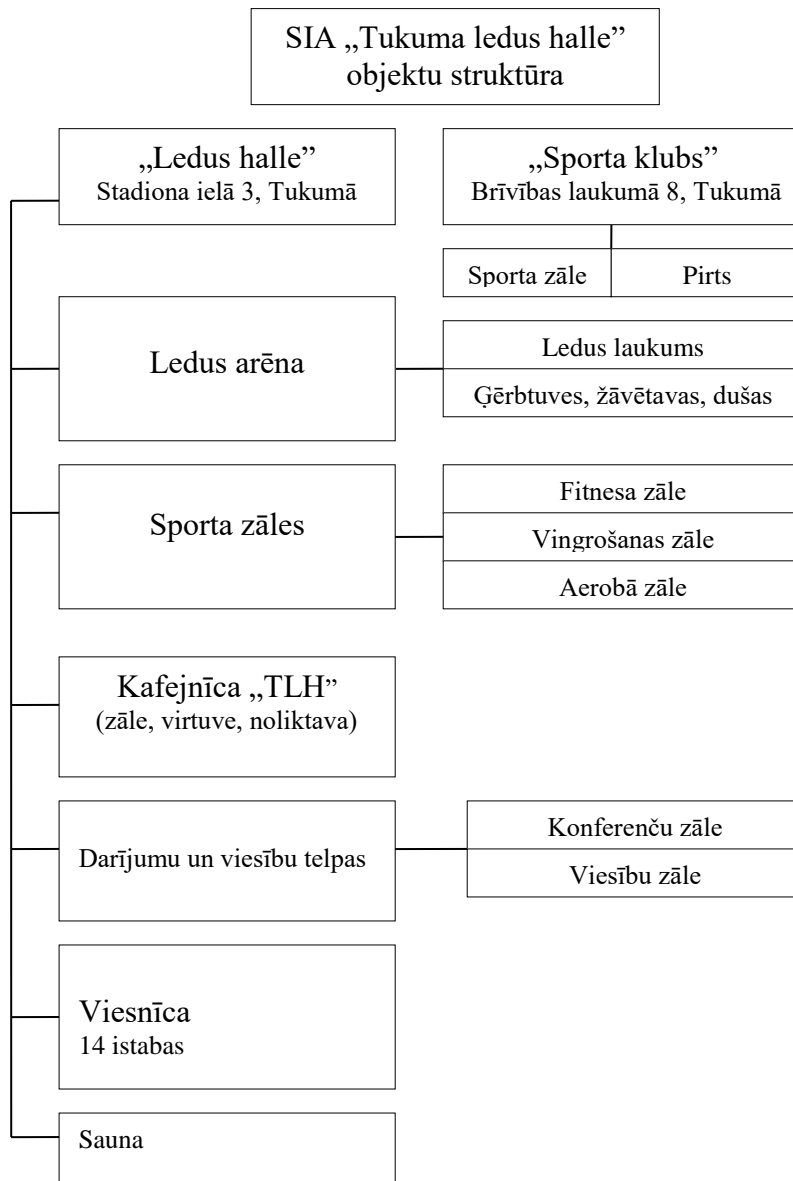 SIA „Tukuma ledus halle”
objektu struktūra
„Ledus halle”
Stadiona ielā 3, Tukumā
„Sporta klubs”
Brīvības laukumā 8, Tukumā
Sporta zāle
Pirts
Ledus arēna
Ledus laukums
Ģērbtuves, žāvētavas, dušas
Sporta zāles
Fitnesa zāle
Vingrošanas zāle
Aerobā zāle
Kafejnīca „TLH”
(zāle, virtuve, noliktava)
Darījumu un viesību telpas
Konferenču zāle
Viesību zāle
Viesnīca
14 istabas
Sauna